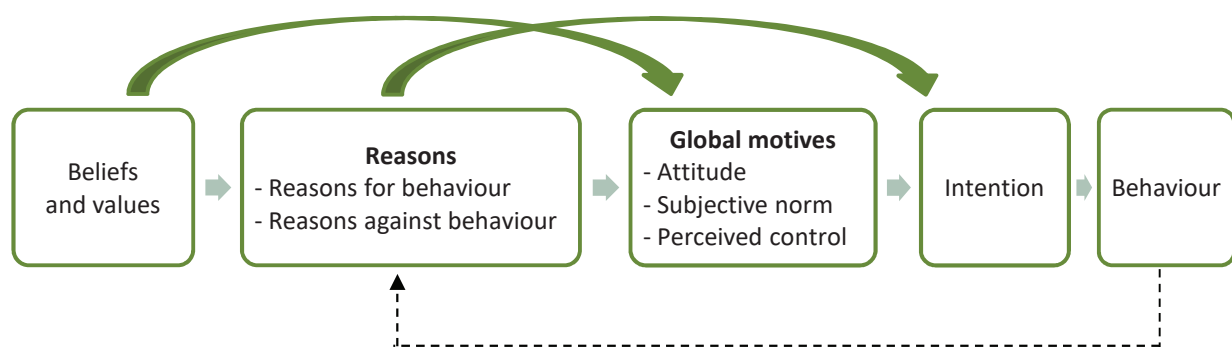 Beliefs
and values
Reasons
- Reasons for behaviour
- Reasons against behaviour
Global motives
- Attitude
- Subjective norm
- Perceived control
Intention
Behaviour